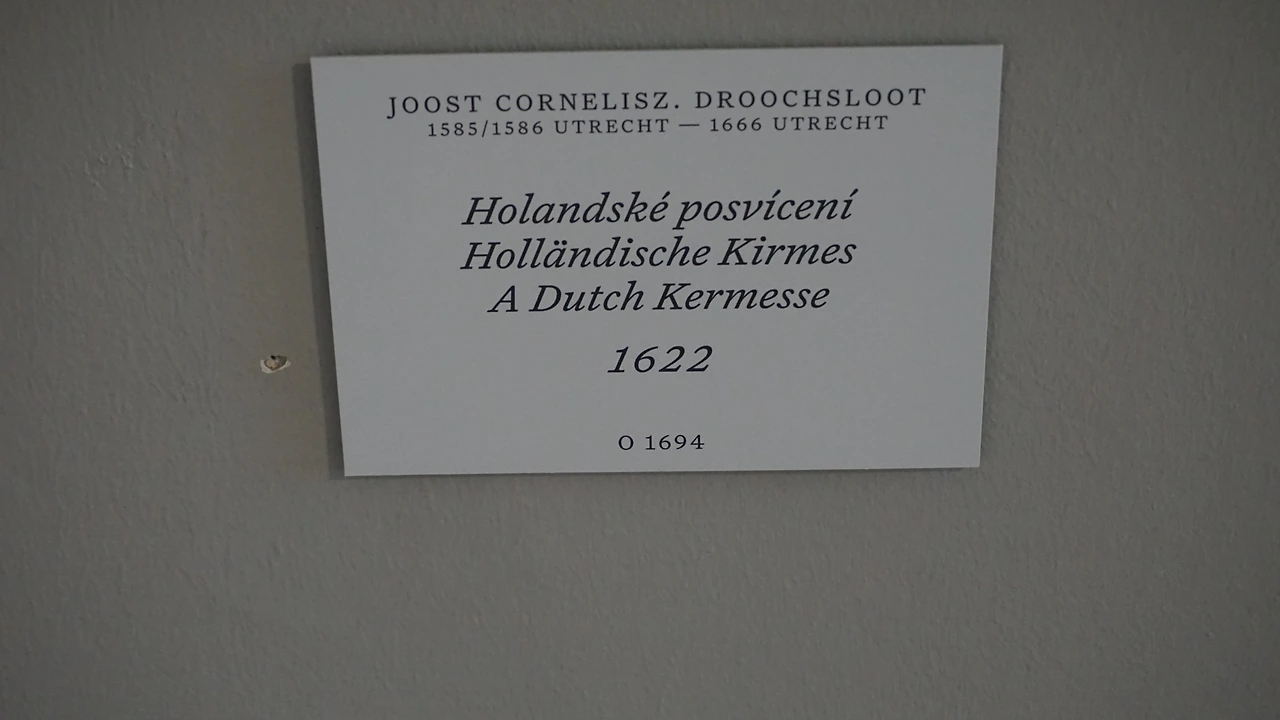 JOOST CORNELISZ. DROOCHSLOOT
1585/1586 UTRECHT — 1666 UTRECHT
Holandské posvícení
Holländische Kirmes
A Dutch Kermesse
1622
O 1694